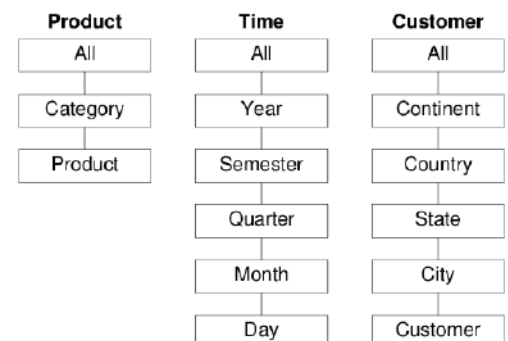 Product Time Customer
All All All
Category Year Continent
Product Semester Country
Quarter State
Month City
Day Customer